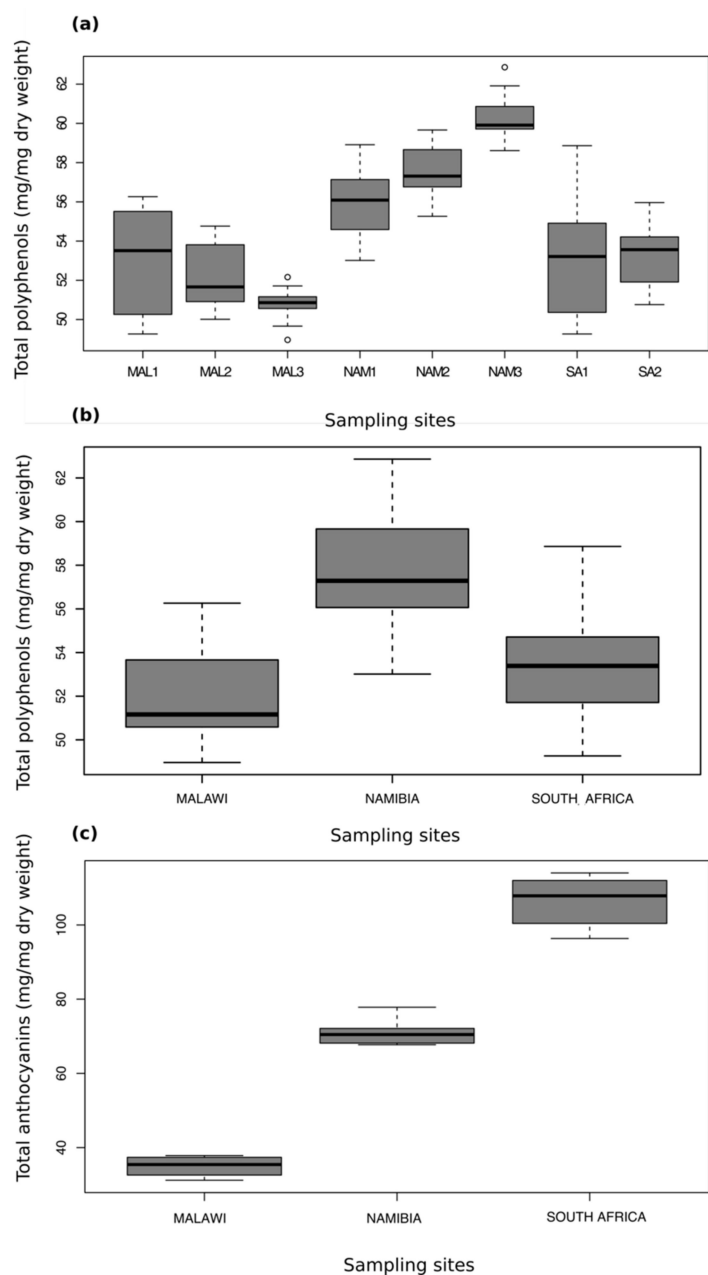 (a)
Total polyphenols (mg/mg dry weight)
62
60
58
56
54
52
50
MAL1 MAL2 MAL3 NAM1 NAM2 NAM3 SA1 SA2
Sampling sites
(b)
Total polyphenols (mg/mg dry weight)
62
60
58
56
54
52
50
MALAWI NAMIBIA SOUTH AFRICA
Sampling sites
(c)
Total anthocyanins (mg/mg dry weight)
100
80
60
40
MALAWI NAMIBIA SOUTH AFRICA
Sampling sites